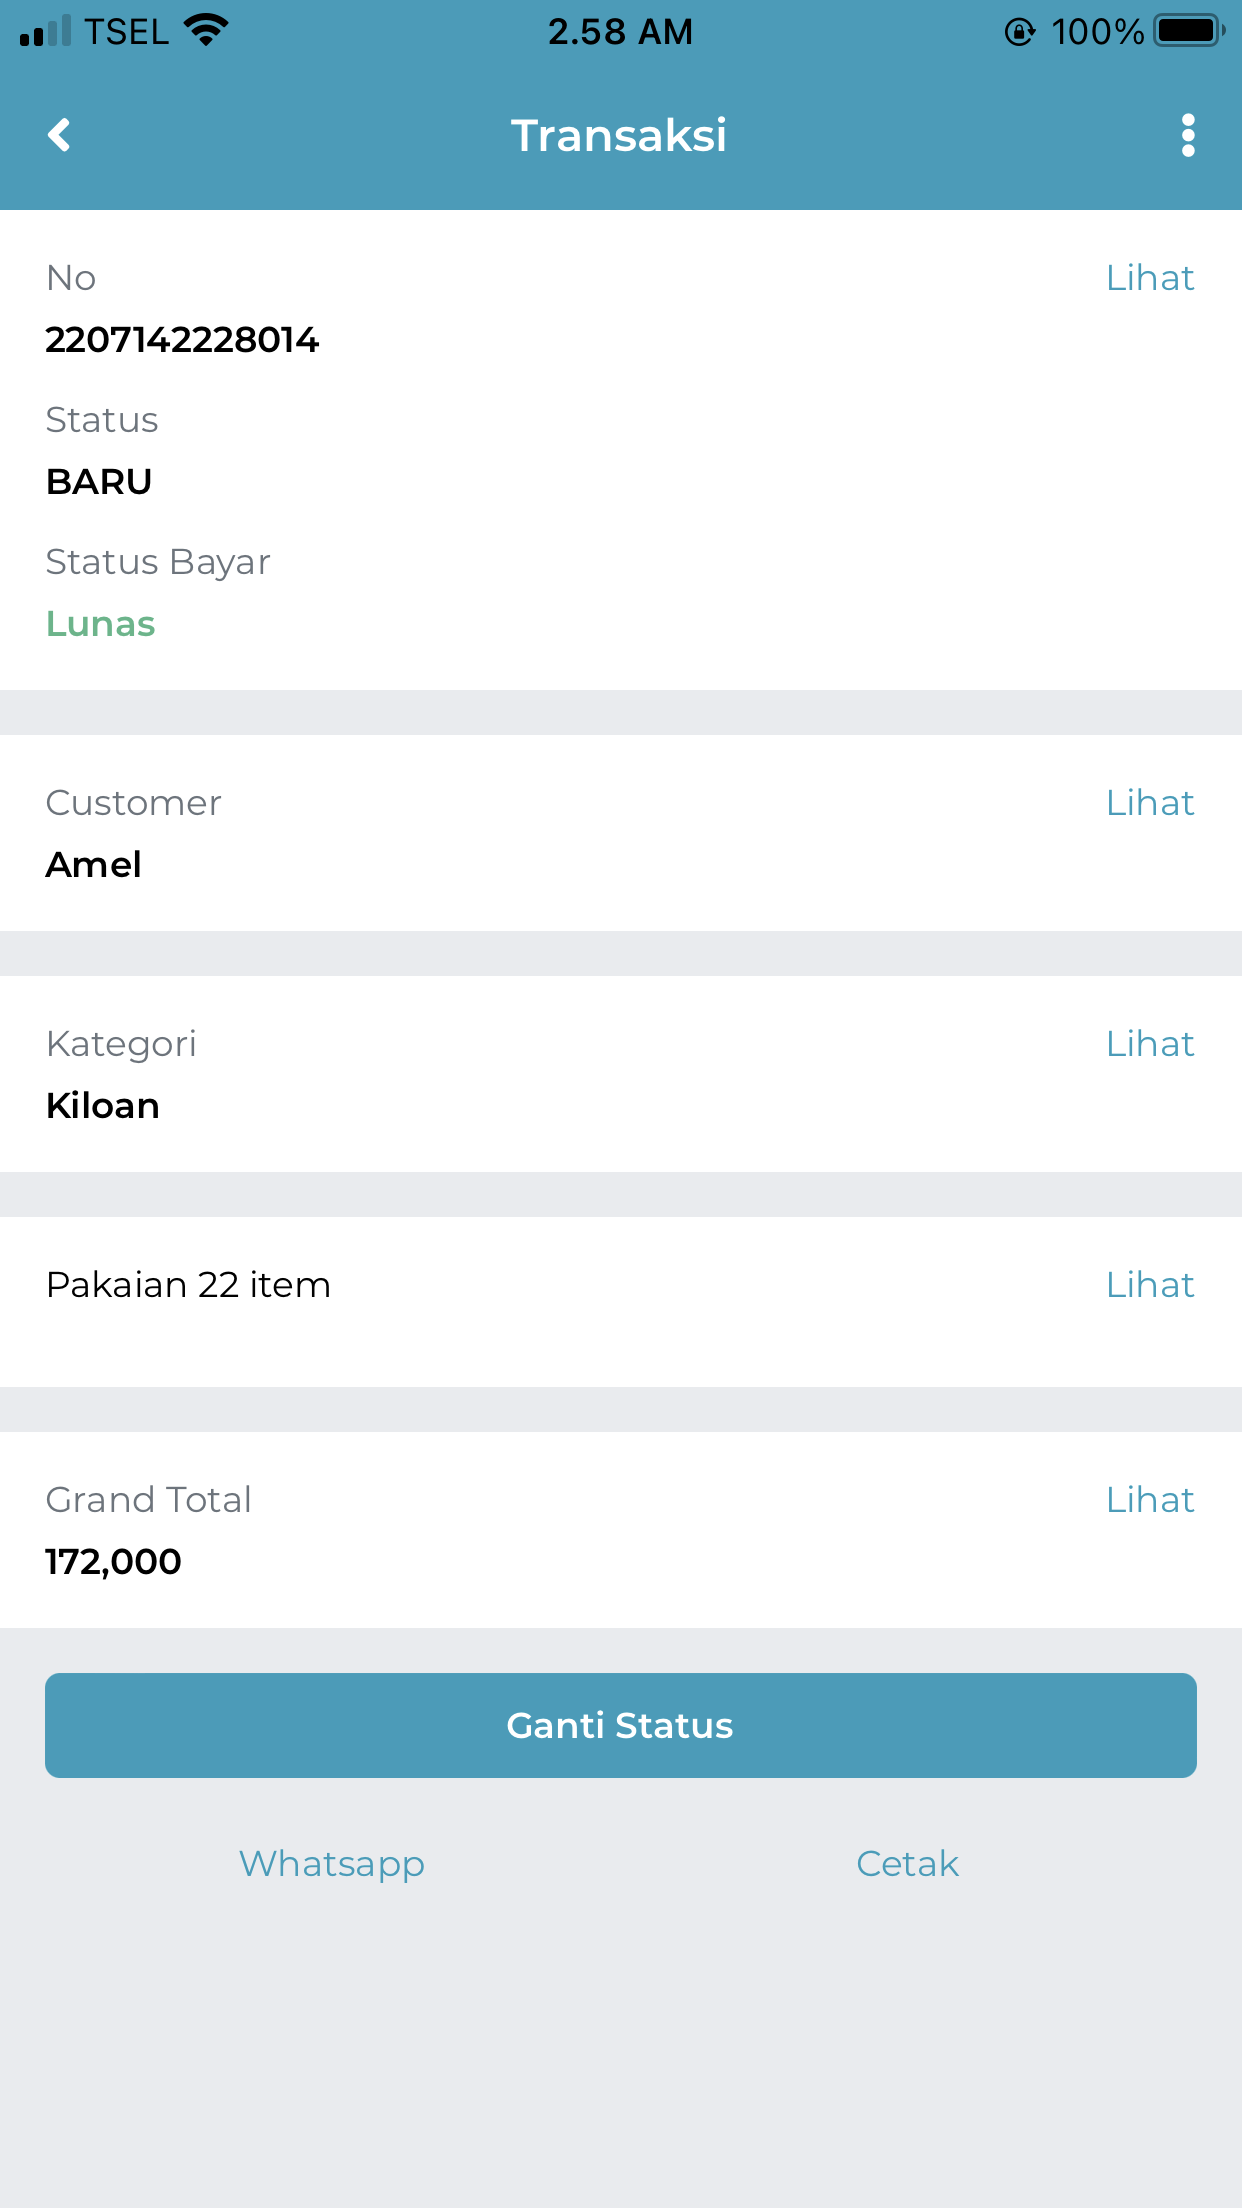 TSEL 2.58 AM 100%
Transaksi
No Lihat
2207142228014
Status
BARU
Status Bayar
Lunas
Customer Lihat
Amel
Kategori Lihat
Kiloan
Pakaian 22 item Lihat
Grand Total Lihat
172,000
Ganti Status
Whatsapp Cetak